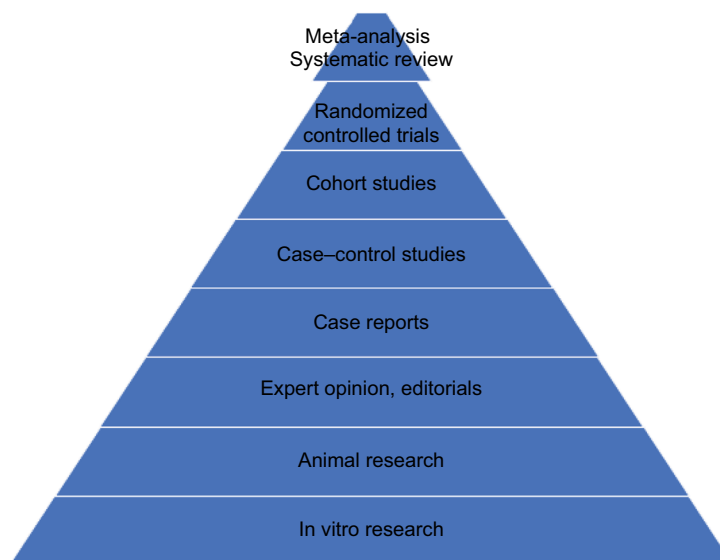 Meta-analysis
Systematic review
Randomized
controlled trials
Cohort studies
Case–control studies
Case reports
Expert opinion, editorials
Animal research
In vitro research